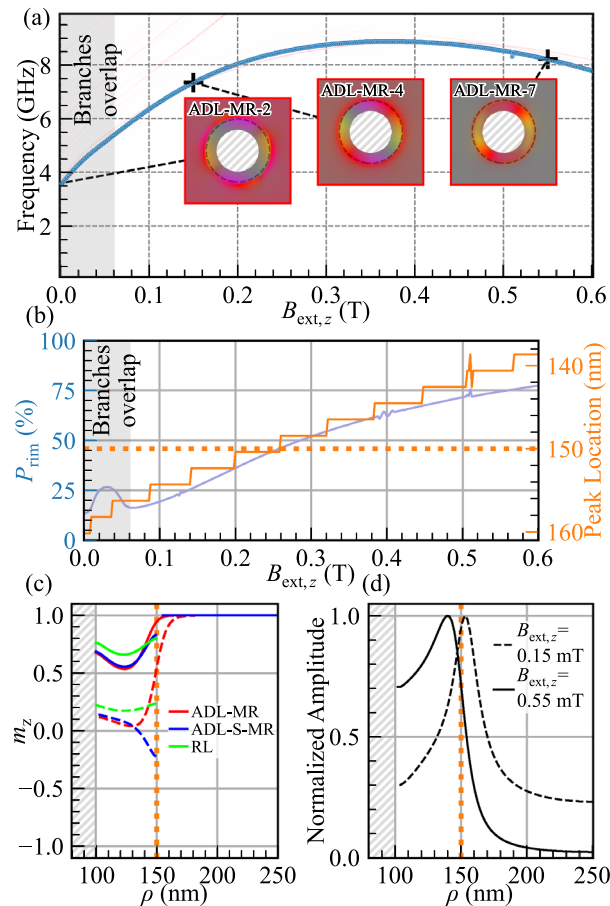 (a)
Frequency (GHz)
8
6
4
2
Branches
overlap
ADL-MR-2
ADL-MR-4
ADL-MR-7
0.0 0.1 0.2 0.3 0.4 0.5 0.6
B_ext,z (T)
(b)
P_rim (%)
100
75
50
25
0
Branches
overlap
140
150
160
Peak Location (nm)
0.0 0.1 0.2 0.3 0.4 0.5 0.6
B_ext,z (T)
(c)
m_z
1.0
0.5
0.0
−0.5
−1.0
ADL-MR
ADL-S-MR
RL
80 100 150 200 250
ρ (nm)
(d)
Normalized Amplitude
1.0
0.5
0.0
B_ext,z=
0.15 mT
B_ext,z=
0.55 mT
80 100 150 200 250
ρ (nm)